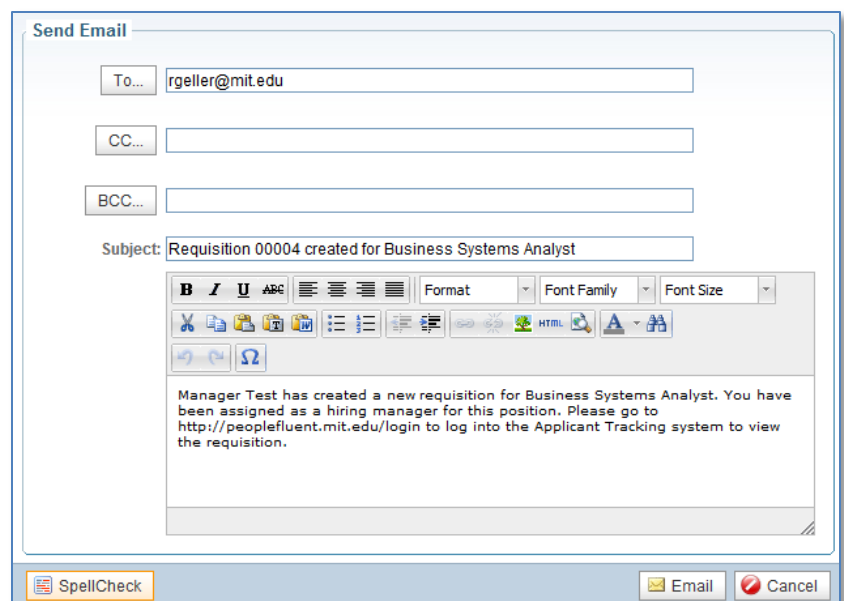 Send Email
To... rgeller@mit.edu
CC...
BCC...
Subject: Requisition 00004 created for Business Systems Analyst
B I U ABC Format Font Family Font Size
T W HTML A
Ω
Manager Test has created a new requisition for Business Systems Analyst. You have
been assigned as a hiring manager for this position. Please go to
http://peoplefluent.mit.edu/login to log into the Applicant Tracking system to view
the requisition.
SpellCheck Email Cancel